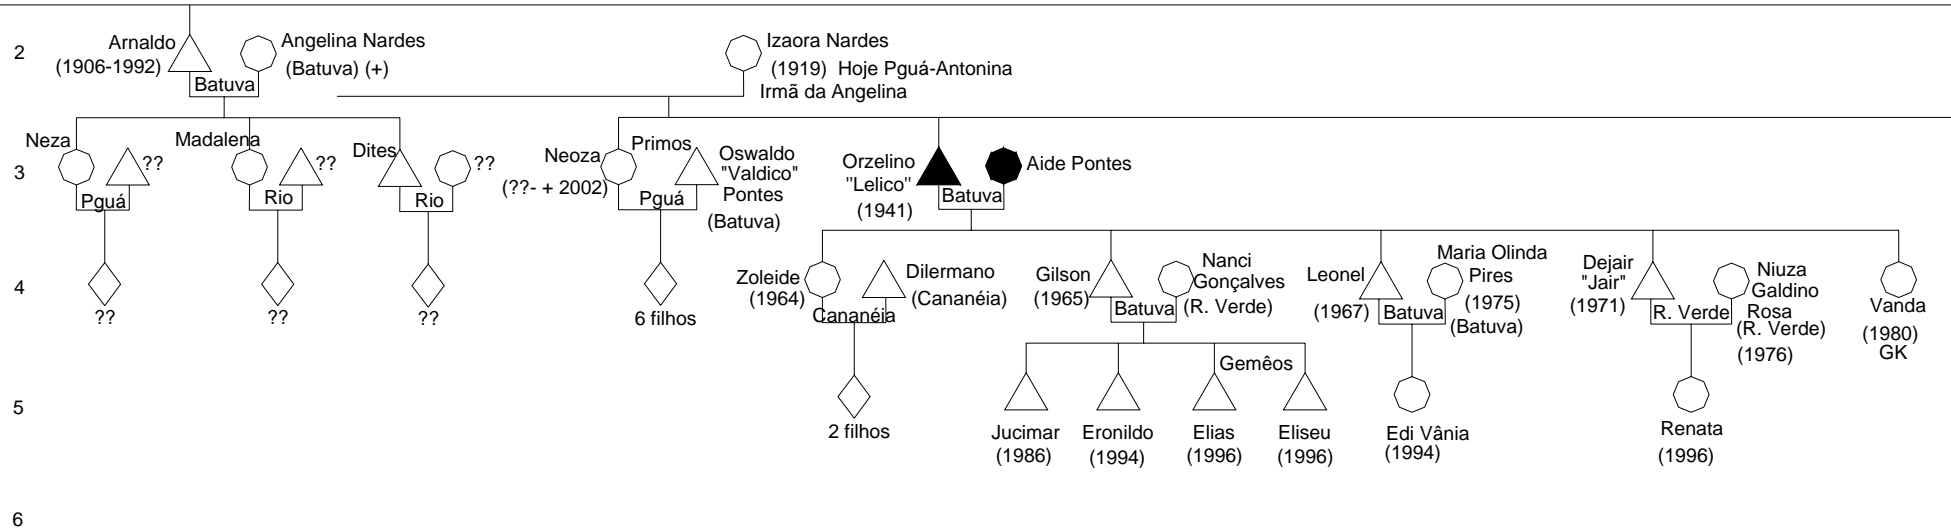 2
Arnaldo
(1906-1992)
Angelina Nardes
(Batuva) (+)
Batuva
Izaora Nardes
(1919) Hoje Pguá-Antonina
Irmã da Angelina
3
Neza
??
Pguá
Madalena
??
Rio
Dites
??
Rio
Neoza
(??- + 2002)
Primos
Pguá
Oswaldo
"Valdico"
Pontes
(Batuva)
Orzelino
"Lelico"
(1941)
Batuva
Aide Pontes
4
??
??
??
6 filhos
Zoleide
(1964)
Cananéia
Dilermano
(Cananéia)
Gilson
(1965)
Batuva
Nanci
Gonçalves
(R. Verde)
Leonel
(1967)
Batuva
Maria Olinda
Pires
(1975)
(Batuva)
Dejair
"Jair"
(1971)
R. Verde
Niuza
Galdino
Rosa
(R. Verde)
(1976)
Vanda
(1980)
GK
5
2 filhos
Gemêos
Jucimar
(1986)
Eronildo
(1994)
Elias
(1996)
Eliseu
(1996)
Edi Vânia
(1994)
Renata
(1996)
6